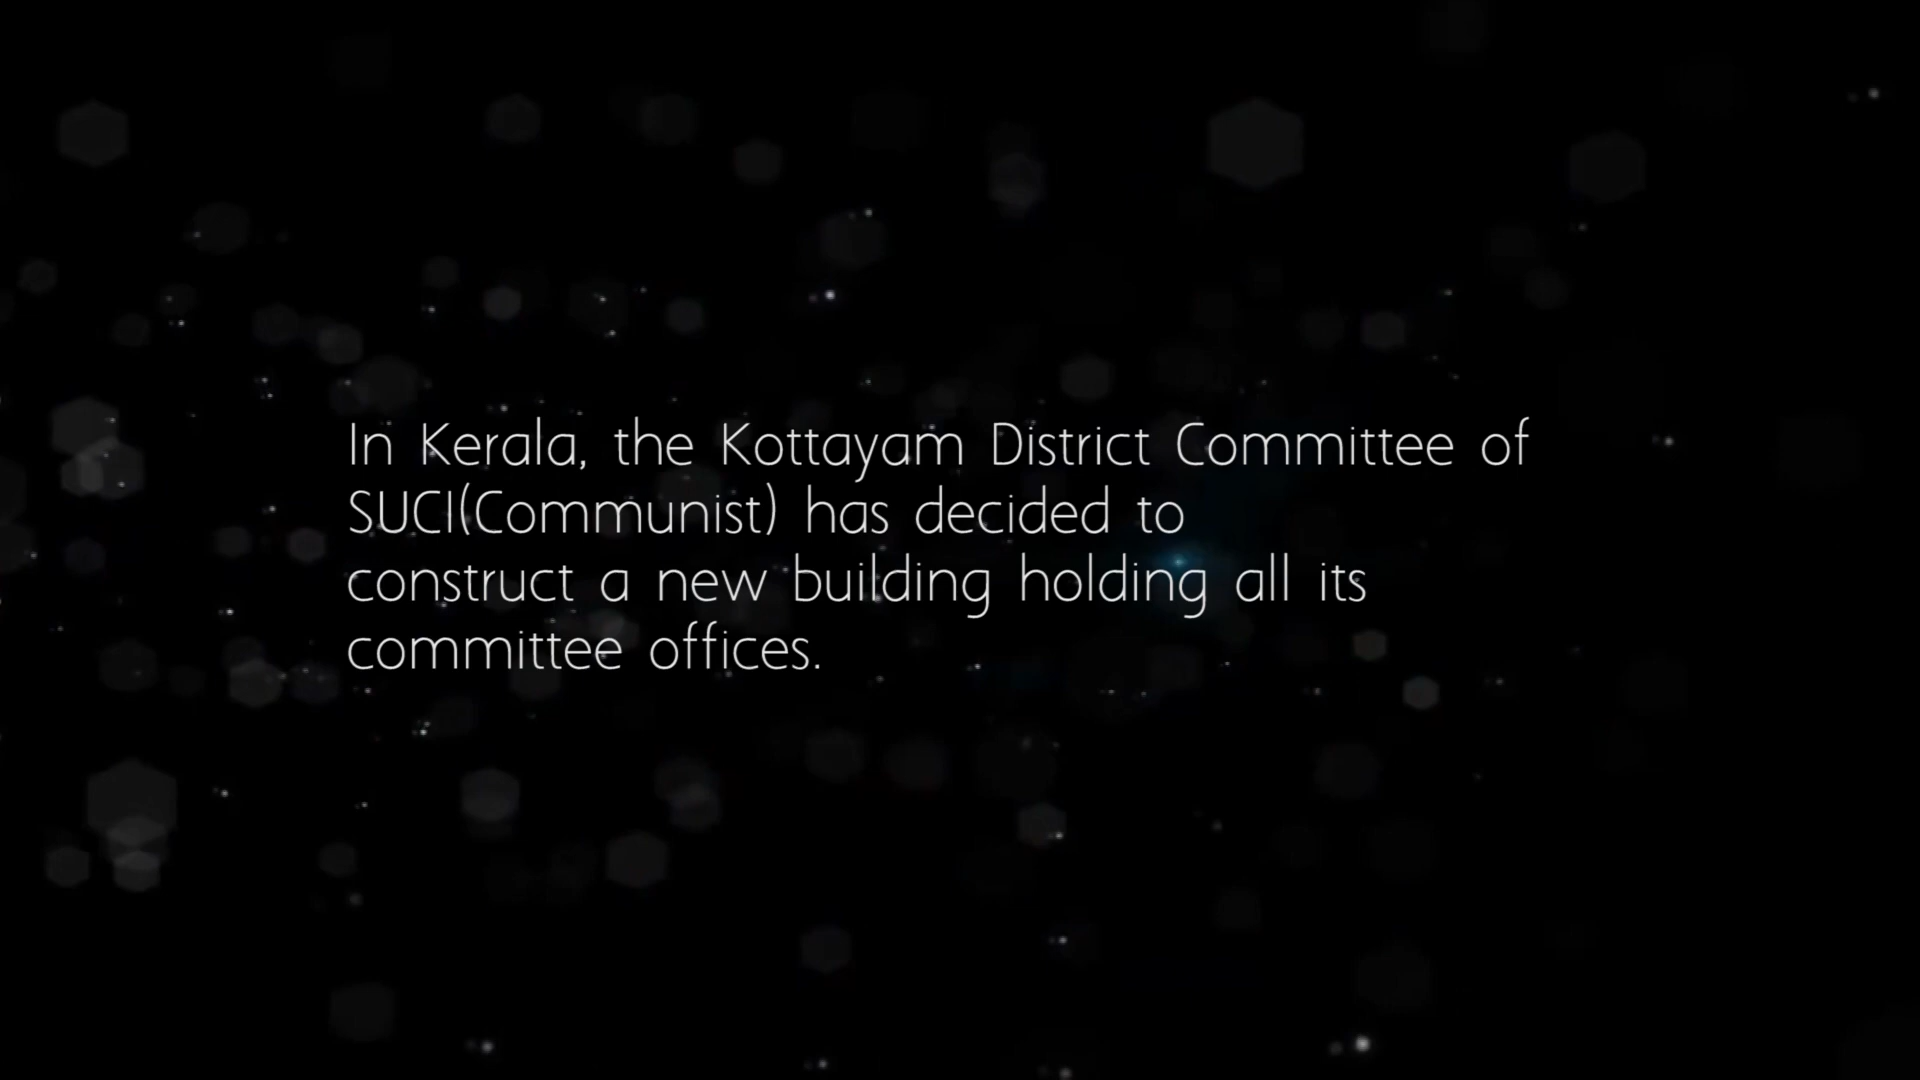 In Kerala, the Kottayam District Committee of
SUCI(Communist) has decided to
construct a new building holding all its
committee offices.